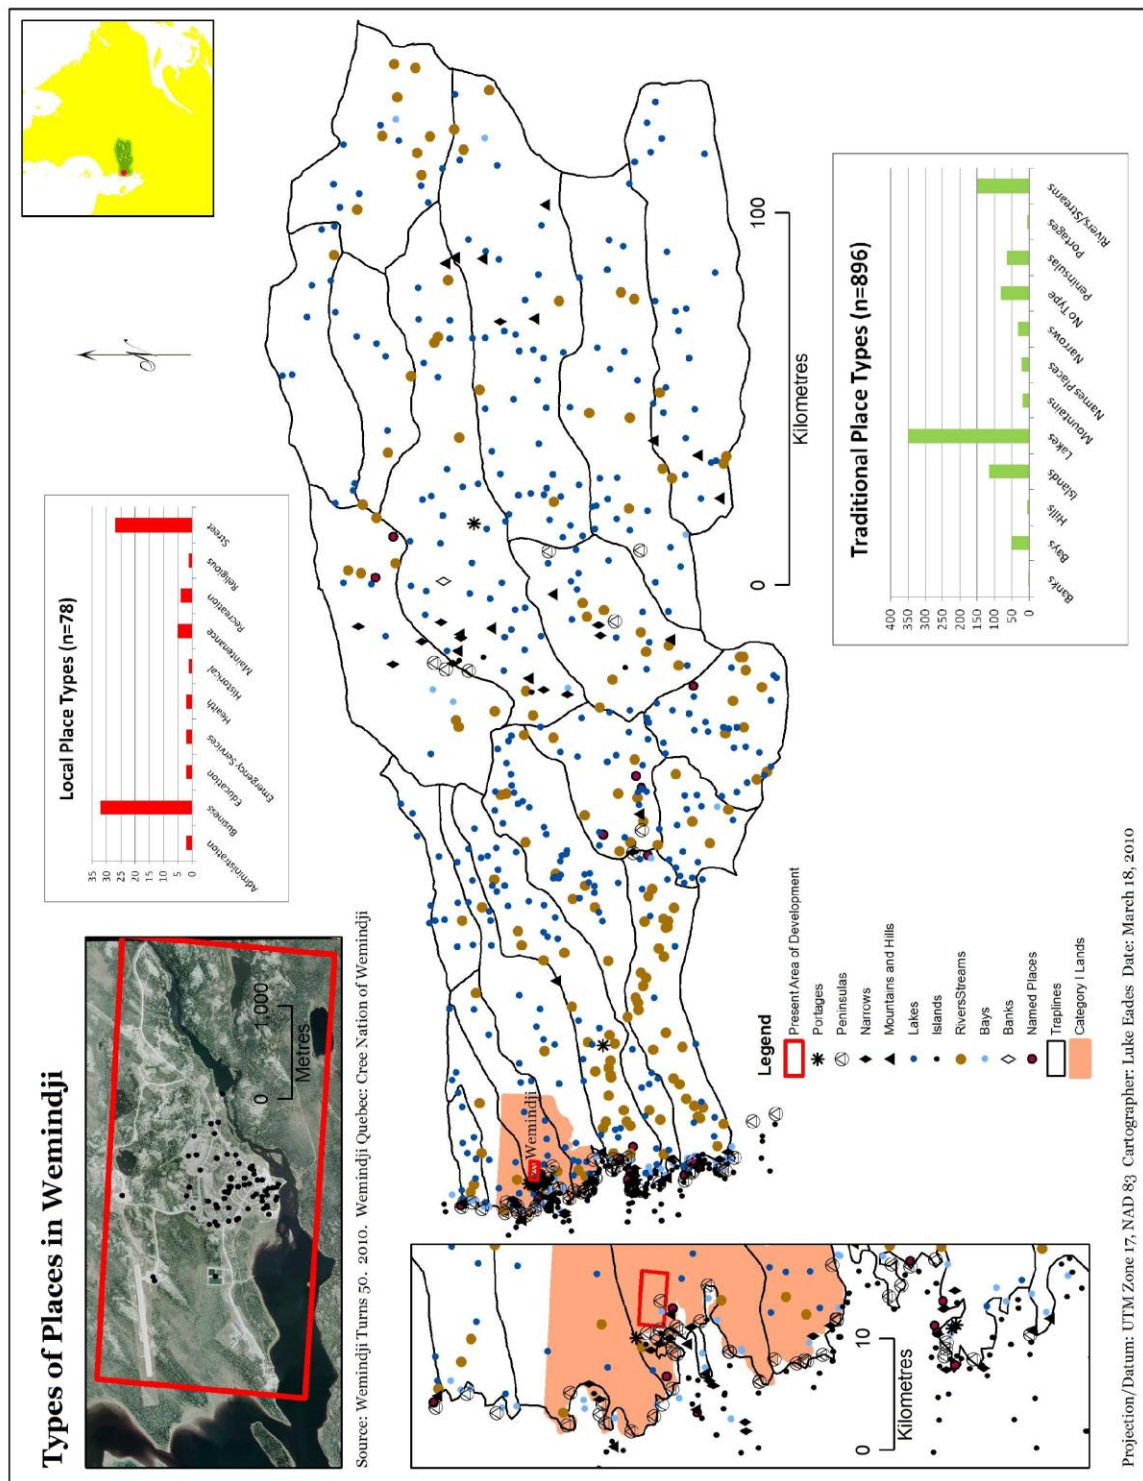 Types of Places in Wemindji
0
1,000
Metres
Source: Wemindji Turns 50. 2010. Wemindji Quebec: Cree Nation of Wemindji
Local Place Types (n=78)
35
30
25
20
15
10
5
0
Administration
Business
Education
Emergency Services
Health
Historical
Maintenance
Recreation
Religious
Street
Wemindji
0
10
Kilometres
Legend
Present Area of Development
Portages
Peninsulas
Narrows
Mountains and Hills
Lakes
Islands
RiversStreams
Bays
Banks
Named Places
Traplines
Category I Lands
0
100
Kilometres
Traditional Place Types (n=896)
400
350
300
250
200
150
100
50
0
Banks
Bays
Hills
Islands
Lakes
Mountains
Names Places
Narrows
No Type
Peninsulas
Portages
Rivers/Streams
Projection/Datum: UTM Zone 17, NAD 83 Cartographer: Luke Eades Date: March 18, 2010